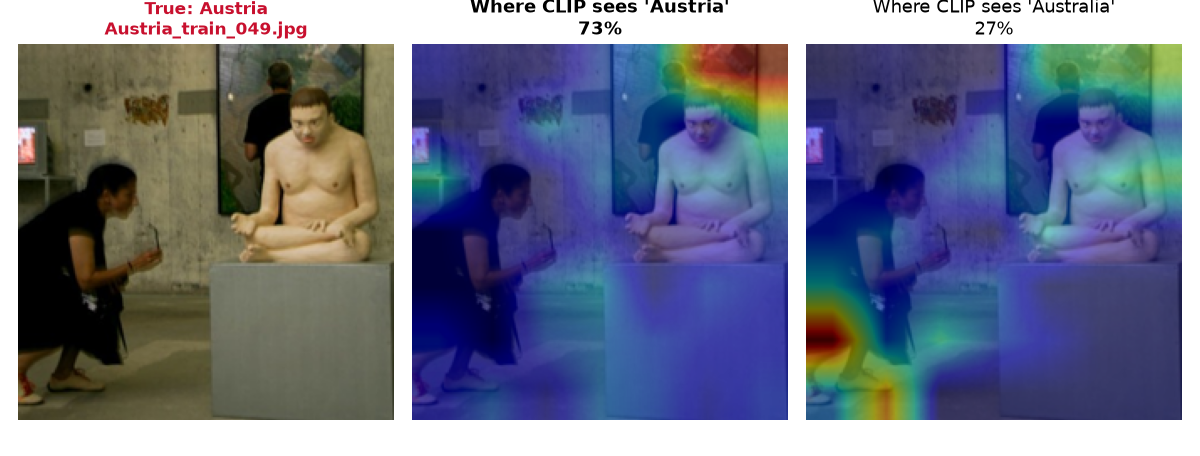 True: Austria
Austria_train_049.jpg
Where CLIP sees 'Austria'
73%
Where CLIP sees 'Australia'
27%